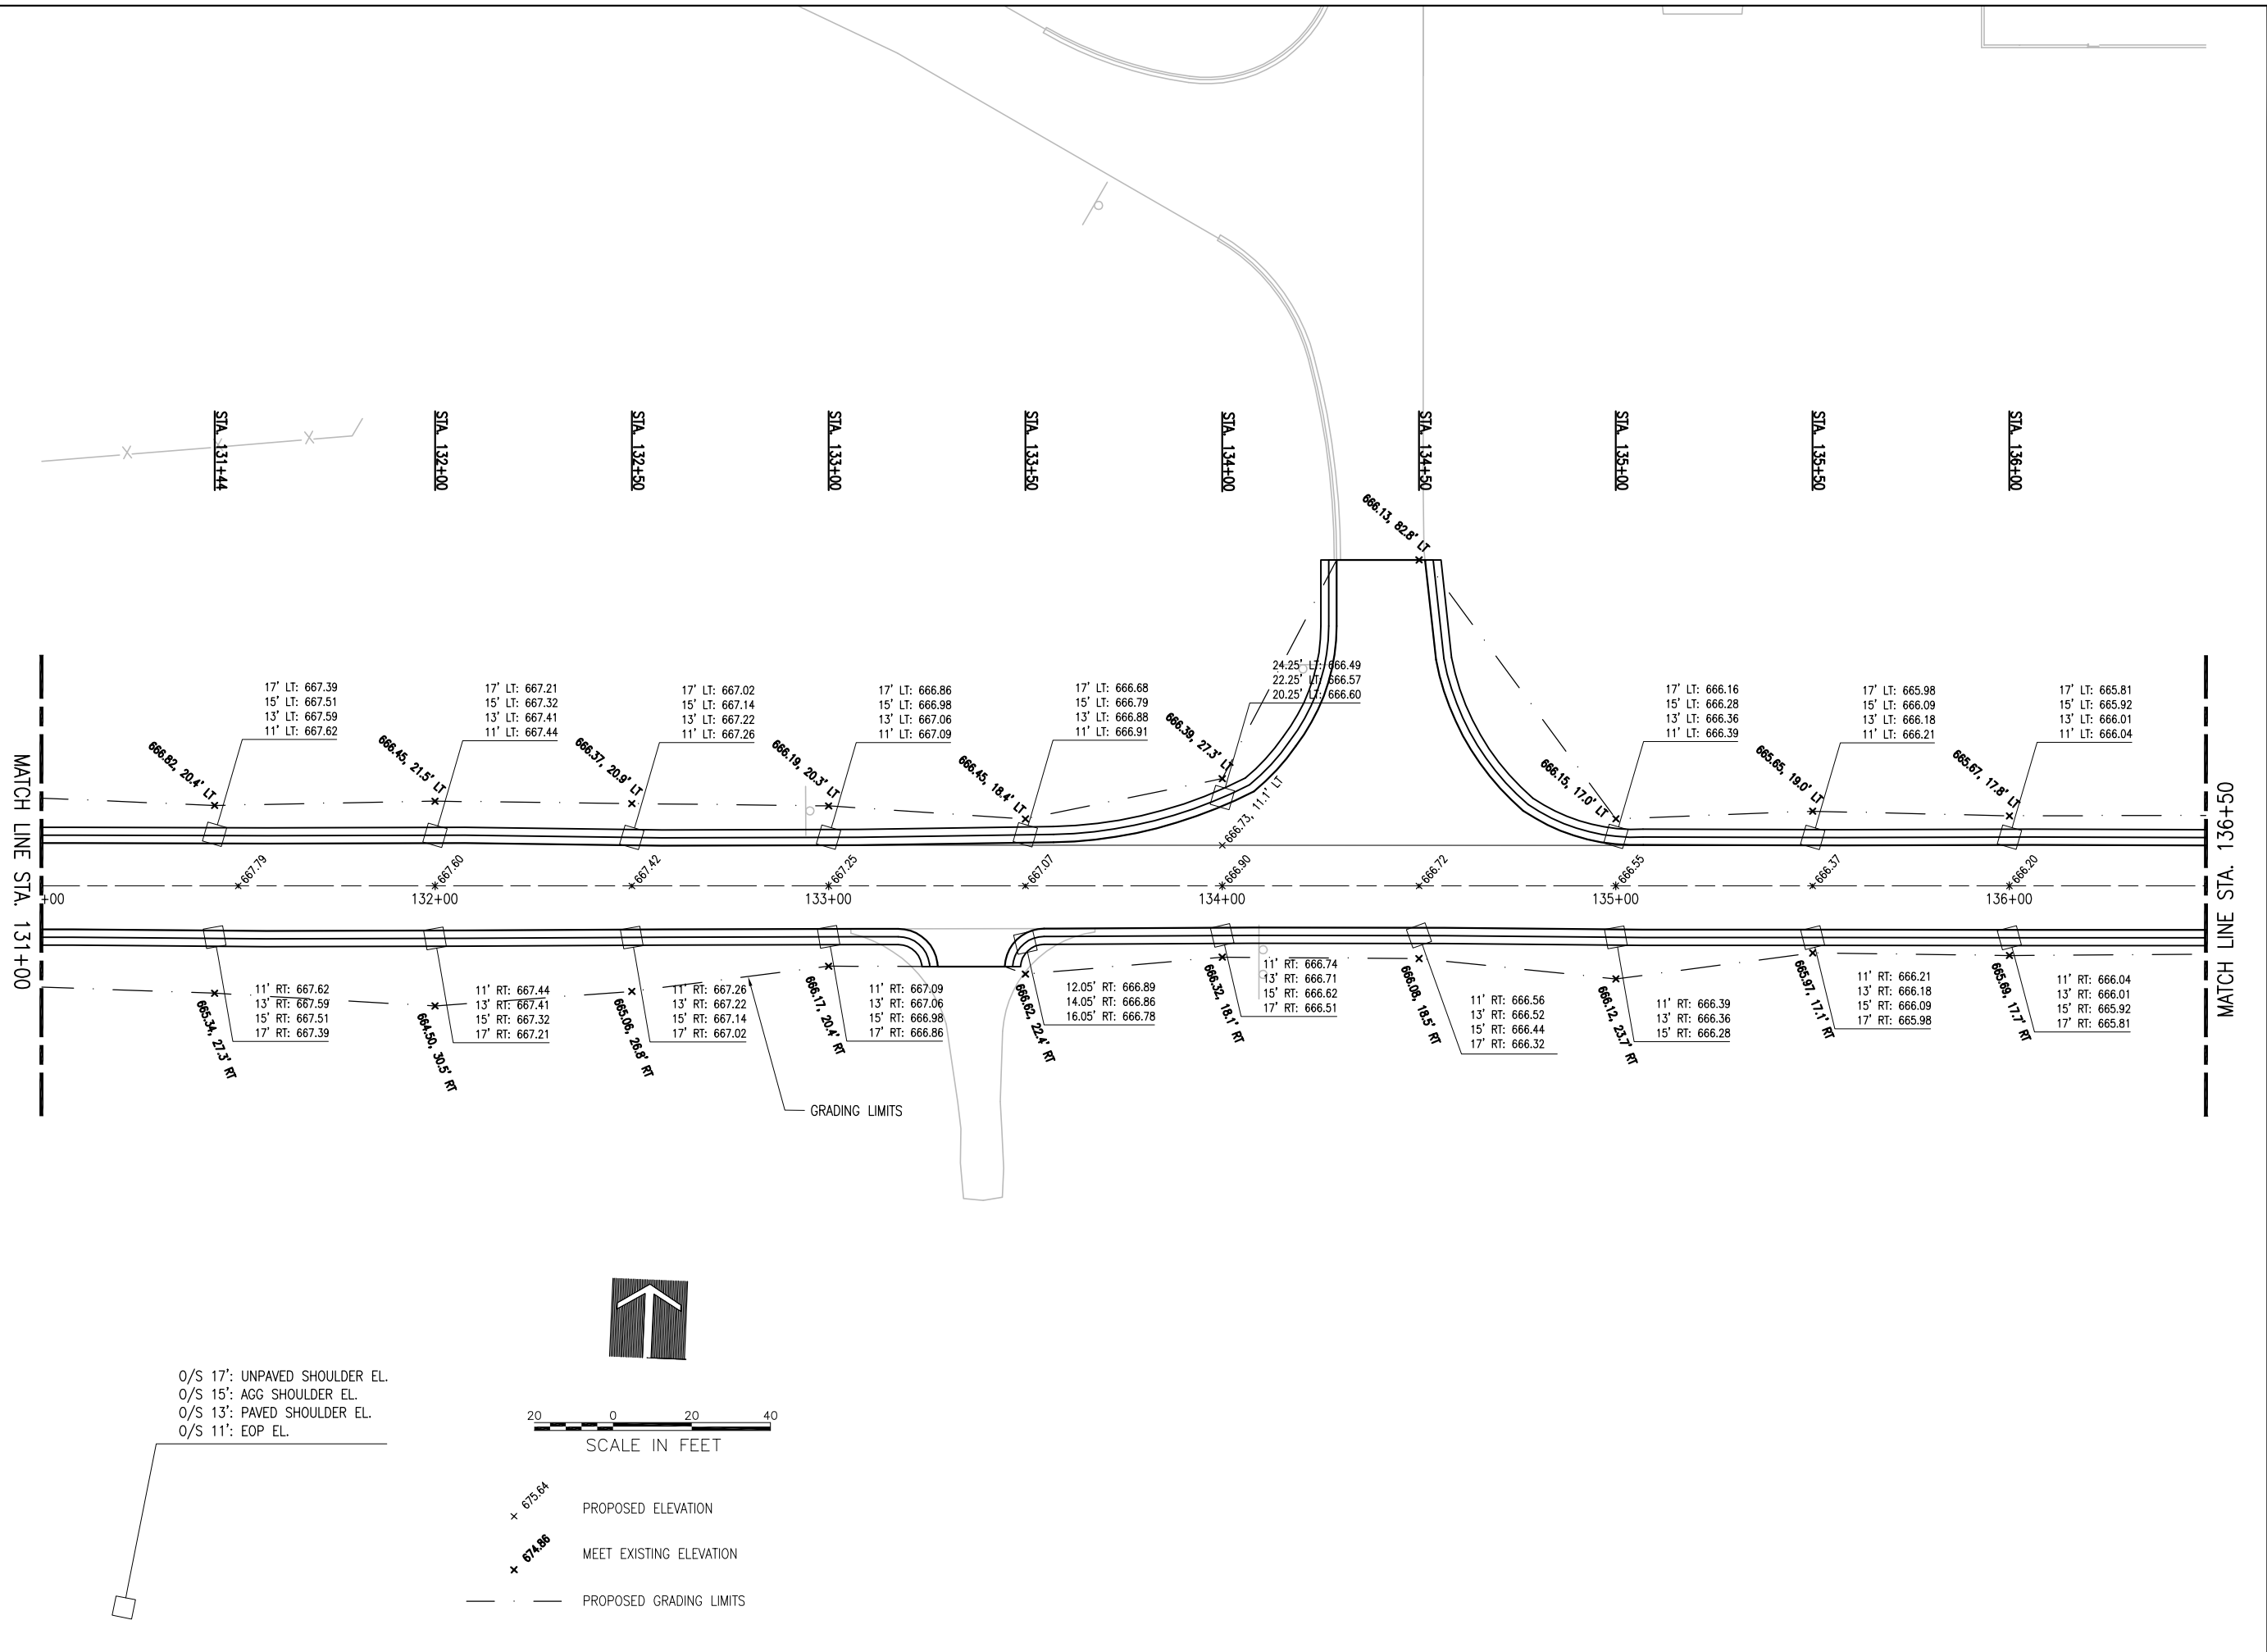 STA. 131+44
STA. 132+00
STA. 132+50
STA. 133+00
STA. 133+50
STA. 134+00
STA. 134+50
STA. 135+00
STA. 135+50
STA. 136+00
X
X
X
666.13, 82.8' LT
17' LT: 667.39
15' LT: 667.51
13' LT: 667.59
11' LT: 667.62
17' LT: 667.21
15' LT: 667.32
13' LT: 667.41
11' LT: 667.44
17' LT: 667.02
15' LT: 667.14
13' LT: 667.22
11' LT: 667.26
17' LT: 666.86
15' LT: 666.98
13' LT: 667.06
11' LT: 667.09
17' LT: 666.68
15' LT: 666.79
13' LT: 666.88
11' LT: 666.91
24.25' LT: 666.49
22.25' LT: 666.57
20.25' LT: 666.60
17' LT: 666.16
15' LT: 666.28
13' LT: 666.36
11' LT: 666.39
17' LT: 665.98
15' LT: 666.09
13' LT: 666.18
11' LT: 666.21
17' LT: 665.81
15' LT: 665.92
13' LT: 666.01
11' LT: 666.04
666.82, 20.4' LT
666.45, 21.5' LT
666.37, 20.9' LT
666.19, 20.3' LT
666.45, 18.4' LT
666.39, 27.3' LT
666.15, 17.0' LT
665.65, 19.0' LT
665.67, 17.8' LT
666.73, 11.1' LT
MATCH LINE STA. 131+00
MATCH LINE STA. 136+50
667.79
667.60
667.42
667.25
667.07
666.90
666.72
666.55
666.37
666.20
+00
132+00
133+00
134+00
135+00
136+00
665.34, 27.3' RT
664.50, 30.5' RT
665.06, 26.8' RT
666.17, 20.4' RT
666.62, 22.4' RT
666.32, 18.1' RT
666.08, 18.5' RT
666.12, 23.7' RT
665.97, 17.1' RT
665.69, 17.7' RT
11' RT: 667.62
13' RT: 667.59
15' RT: 667.51
17' RT: 667.39
11' RT: 667.44
13' RT: 667.41
15' RT: 667.32
17' RT: 667.21
11' RT: 667.26
13' RT: 667.22
15' RT: 667.14
17' RT: 667.02
11' RT: 667.09
13' RT: 667.06
15' RT: 666.98
17' RT: 666.86
12.05' RT: 666.89
14.05' RT: 666.86
16.05' RT: 666.78
11' RT: 666.74
13' RT: 666.71
15' RT: 666.62
17' RT: 666.51
11' RT: 666.56
13' RT: 666.52
15' RT: 666.44
17' RT: 666.32
11' RT: 666.39
13' RT: 666.36
15' RT: 666.28
11' RT: 666.21
13' RT: 666.18
15' RT: 666.09
17' RT: 665.98
11' RT: 666.04
13' RT: 666.01
15' RT: 665.92
17' RT: 665.81
GRADING LIMITS
O/S 17': UNPAVED SHOULDER EL.
O/S 15': AGG SHOULDER EL.
O/S 13': PAVED SHOULDER EL.
O/S 11': EOP EL.
20 0 20 40
SCALE IN FEET
675.64 PROPOSED ELEVATION
674.86 MEET EXISTING ELEVATION
PROPOSED GRADING LIMITS